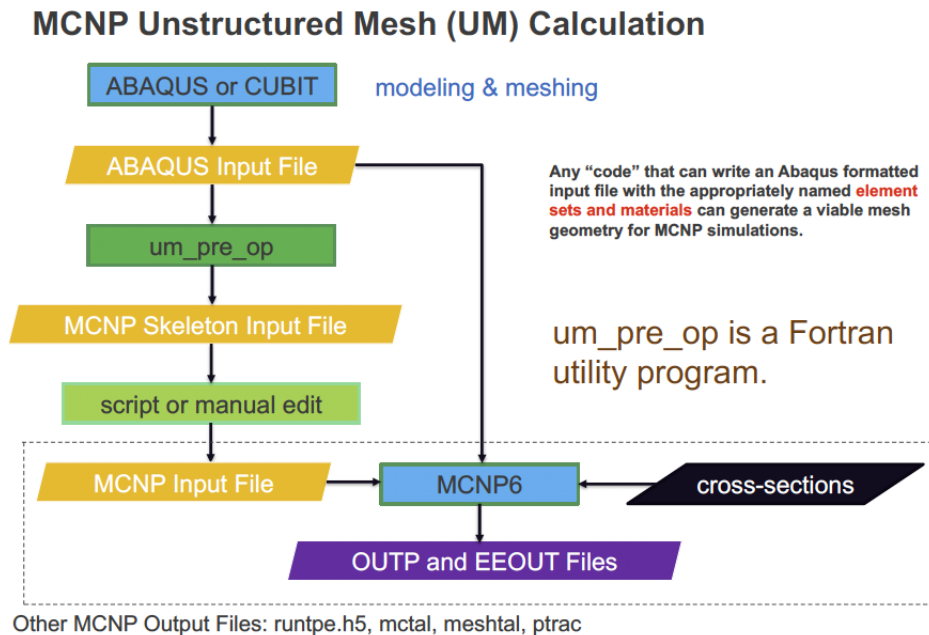 MCNP Unstructured Mesh (UM) Calculation
ABAQUS or CUBIT
modeling & meshing
ABAQUS Input File
Any “code” that can write an Abaqus formatted
input file with the appropriately named element
sets and materials can generate a viable mesh
geometry for MCNP simulations.
um_pre_op
MCNP Skeleton Input File
um_pre_op is a Fortran
utility program.
script or manual edit
MCNP Input File
MCNP6
cross-sections
OUTP and EEOUT Files
Other MCNP Output Files: runtpe.h5, mctal, meshtal, ptrac